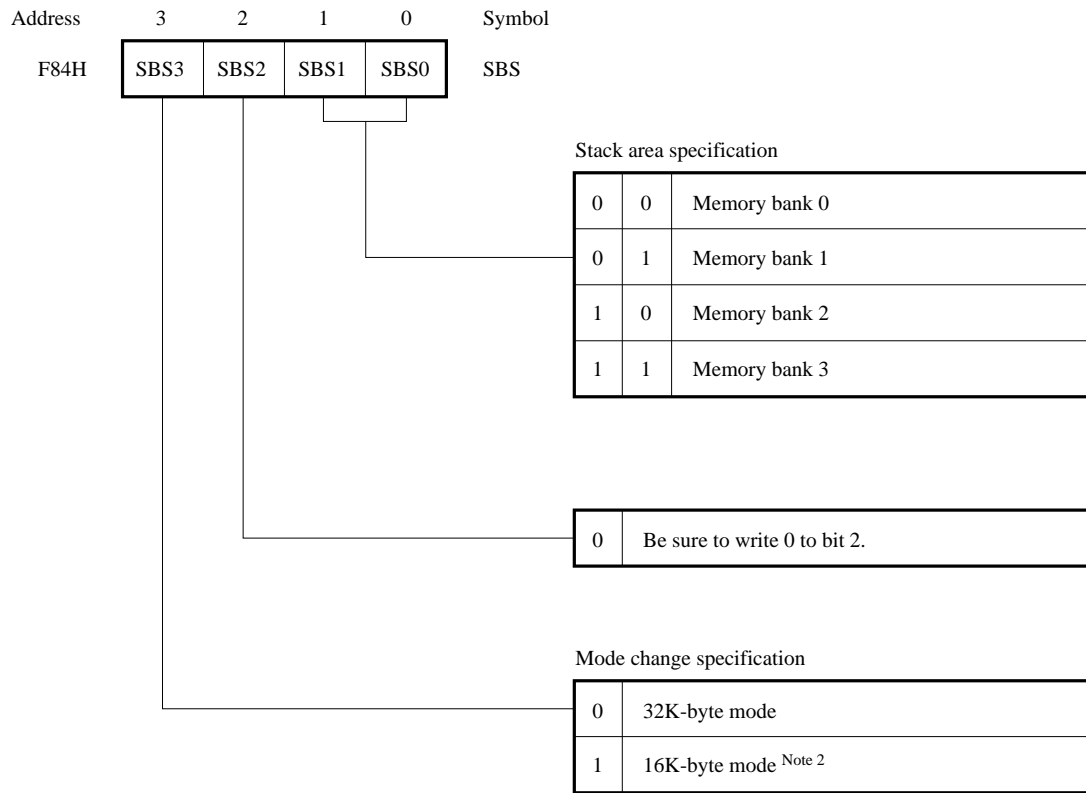 Address 3 2 1 0 Symbol
F84H SBS3 SBS2 SBS1 SBS0 SBS
Stack area specification
0 0 Memory bank 0
0 1 Memory bank 1
1 0 Memory bank 2
1 1 Memory bank 3
0 Be sure to write 0 to bit 2.
Mode change specification
0 32K-byte mode
1 16K-byte mode Note 2